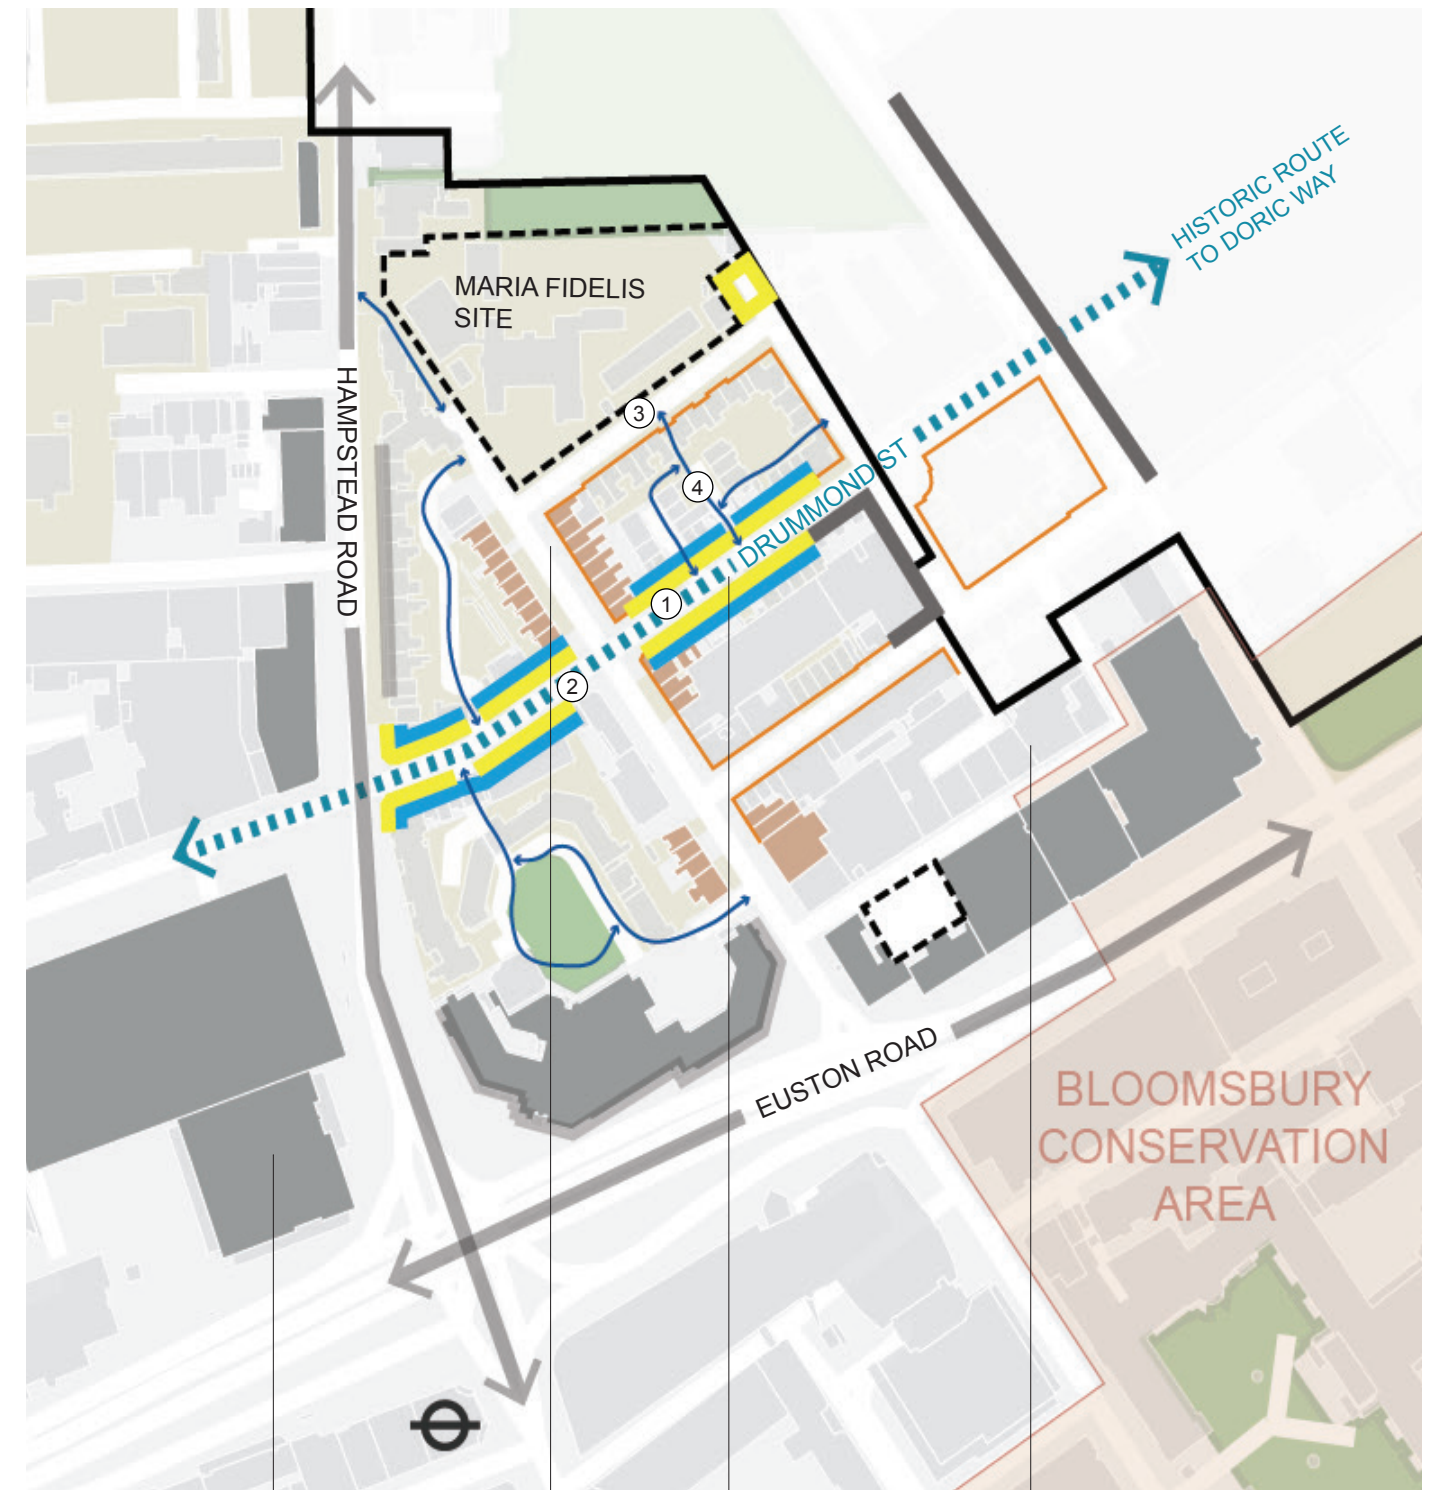 HISTORIC ROUTE
TO DORIC WAY
MARIA FIDELIS
SITE
HAMPSTEAD ROAD
3
4
DRUMMOND ST
1
2
EUSTON ROAD
BLOOMSBURY
CONSERVATION
AREA